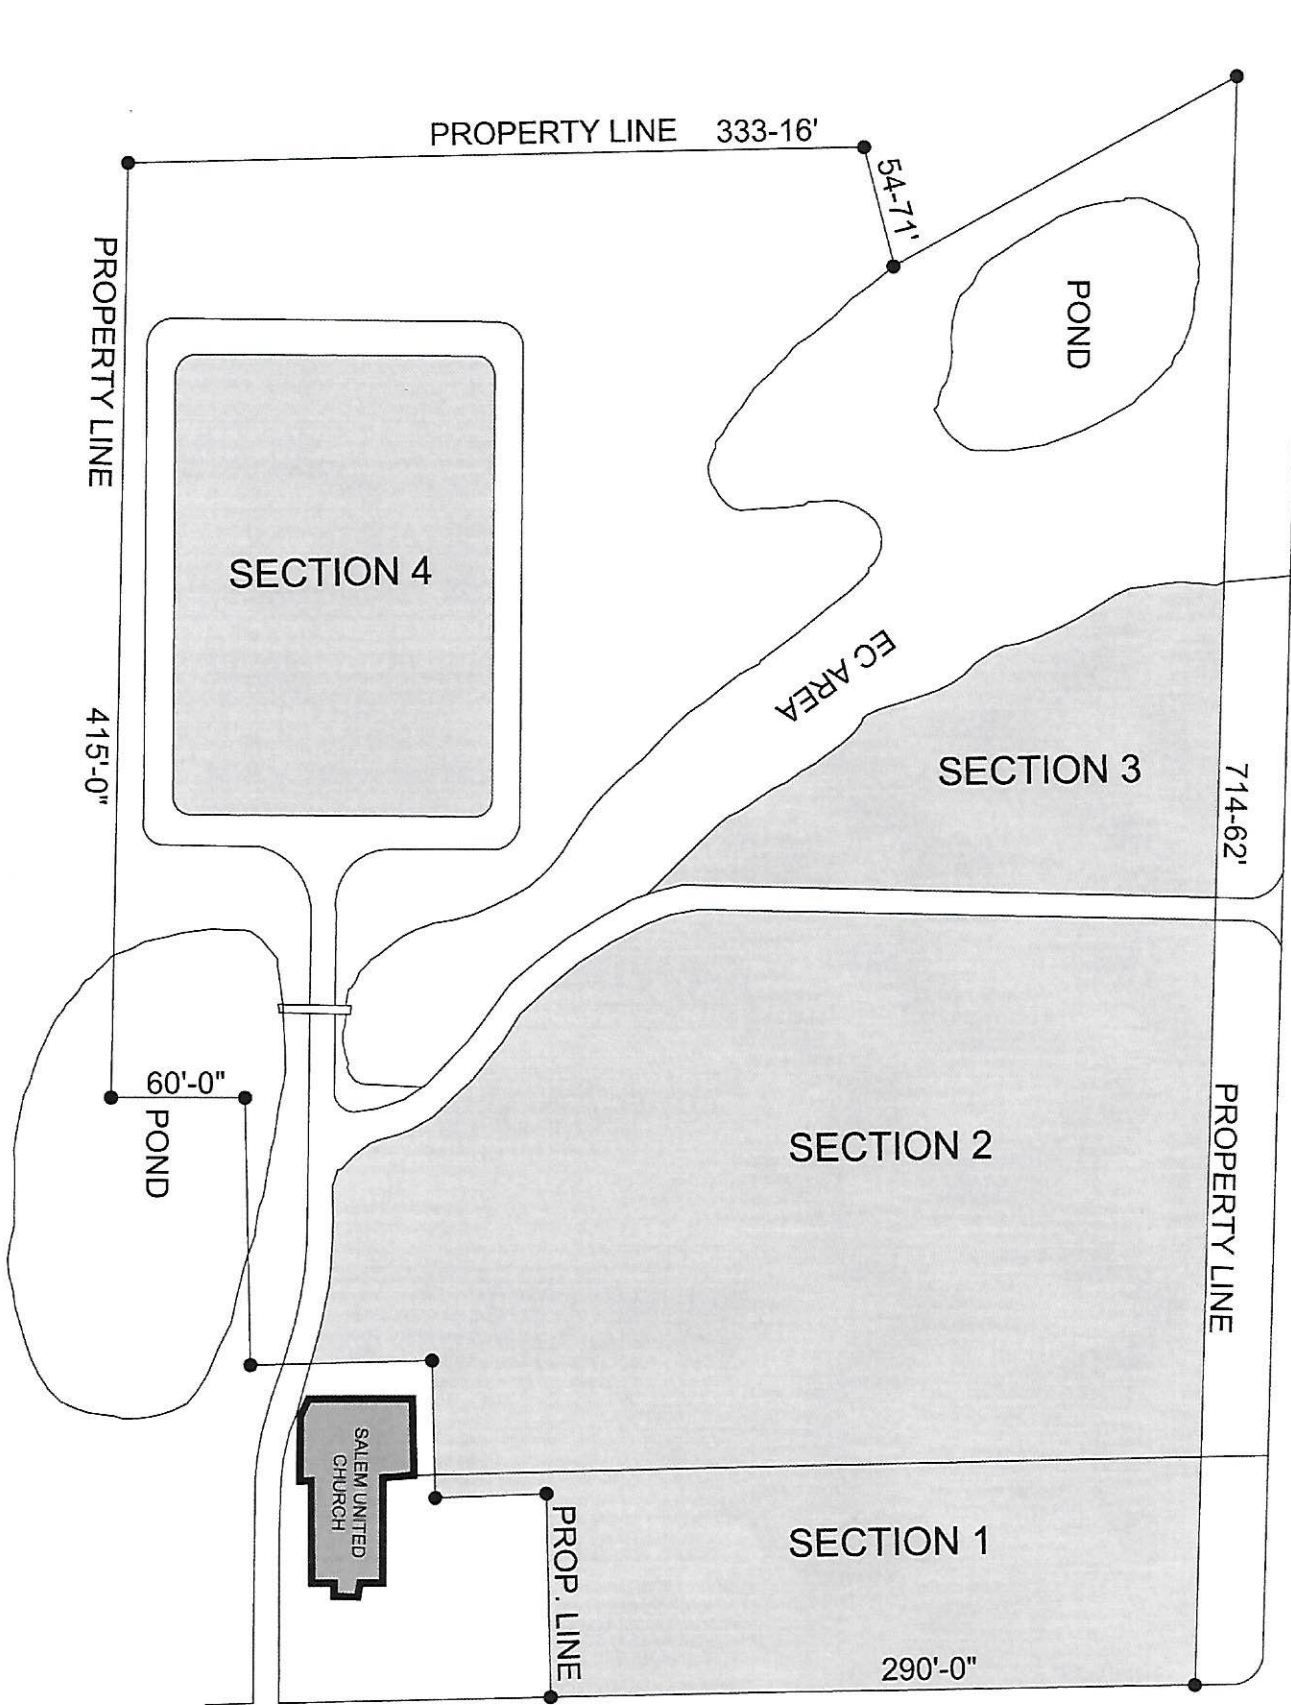 PROPERTY LINE 333-16'
54-71'
PROPERTY LINE
POND
SECTION 4
EC AREA
SECTION 3
415'-0"
714-62'
60'-0"
POND
SECTION 2
PROPERTY LINE
SALEM UNITED
CHURCH
PROP. LINE
SECTION 1
290'-0"